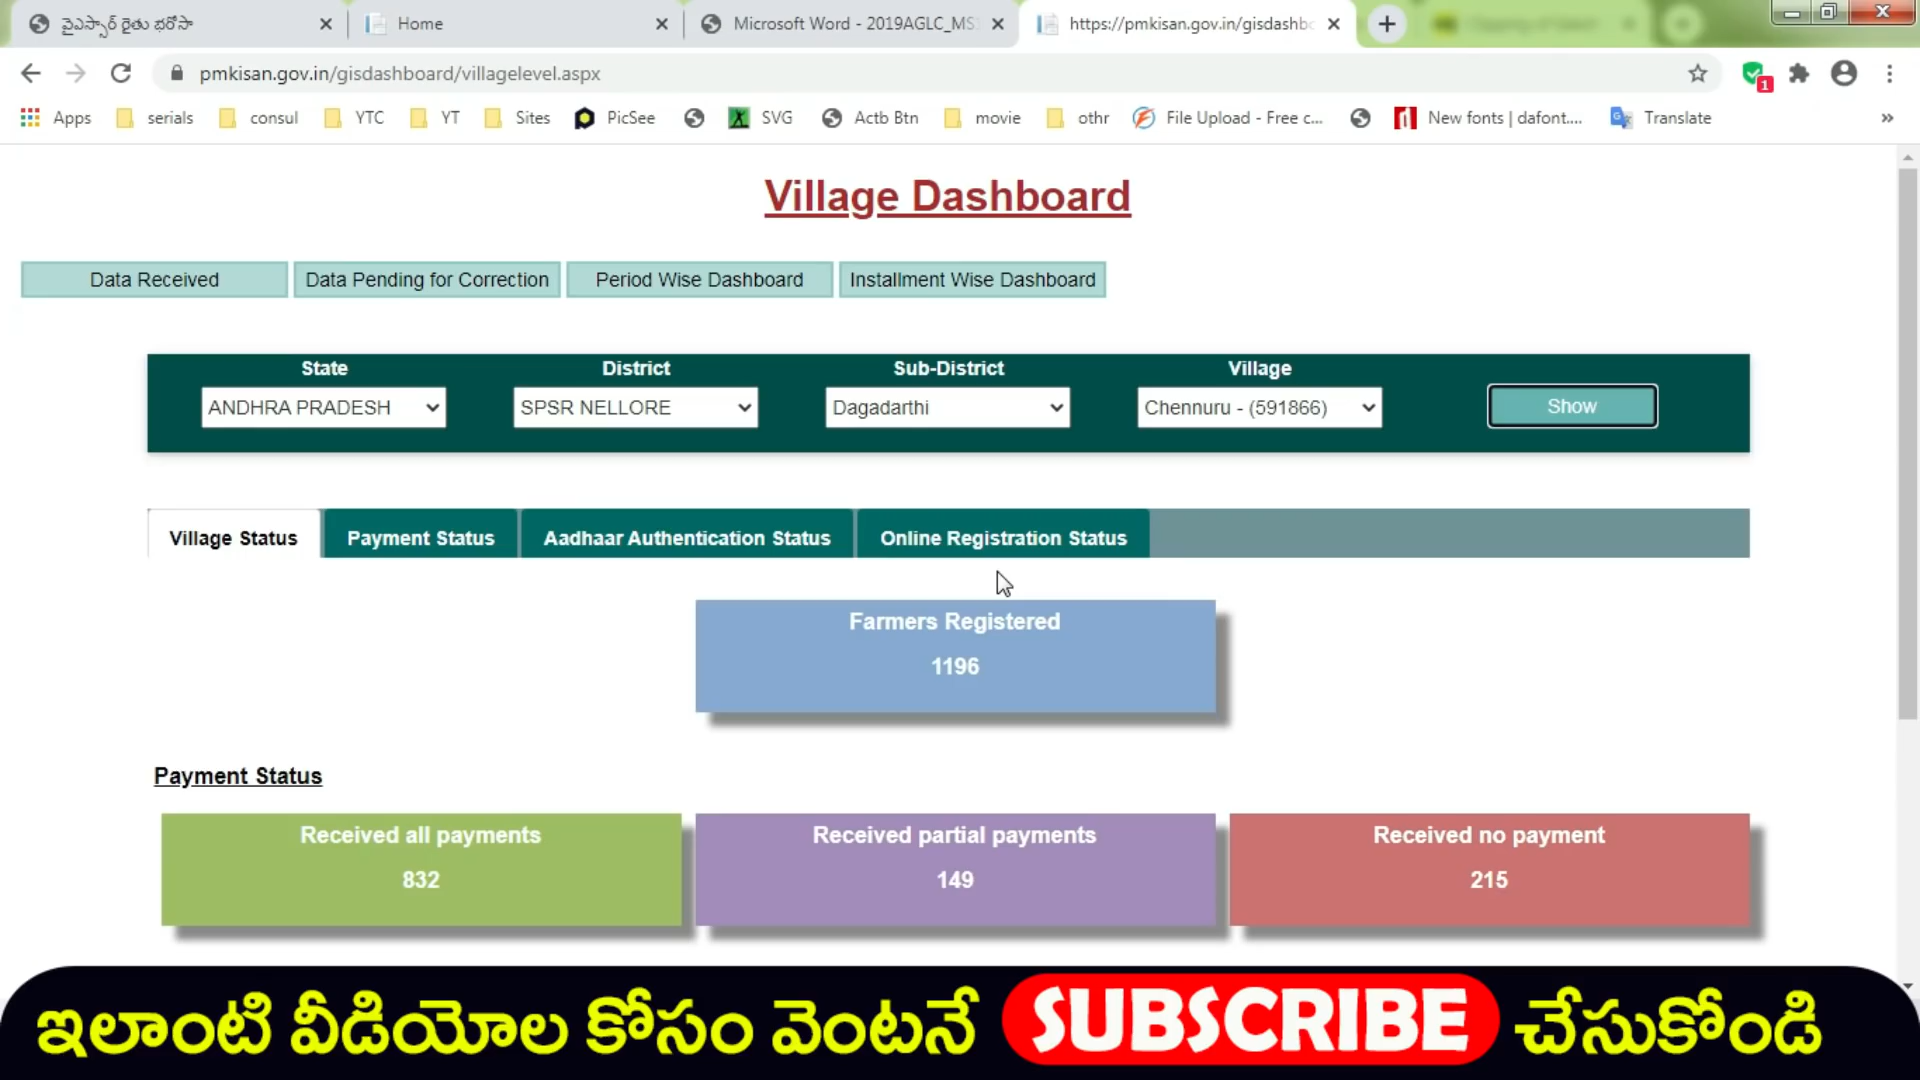 వైఎస్సార్ రైతు భరోసా
Home
Microsoft Word - 2019AGLC_MS
https://pmkisan.gov.in/gisdashbo
pmkisan.gov.in/gisdashboard/villagelevel.aspx
1
Apps serials consul YTC YT Sites PicSee SVG Actb Btn movie othr File Upload - Free c... New fonts | dafont.... Translate »
Village Dashboard
Data Received Data Pending for Correction Period Wise Dashboard Installment Wise Dashboard
State District Sub-District Village
ANDHRA PRADESH SPSR NELLORE Dagadarthi Chennuru - (591866) Show
Village Status Payment Status Aadhaar Authentication Status Online Registration Status
Farmers Registered
1196
Payment Status
Received all payments Received partial payments Received no payment
832 149 215
ఇలాంటి వీడియోల కోసం వెంటనే SUBSCRIBE చేసుకోండి